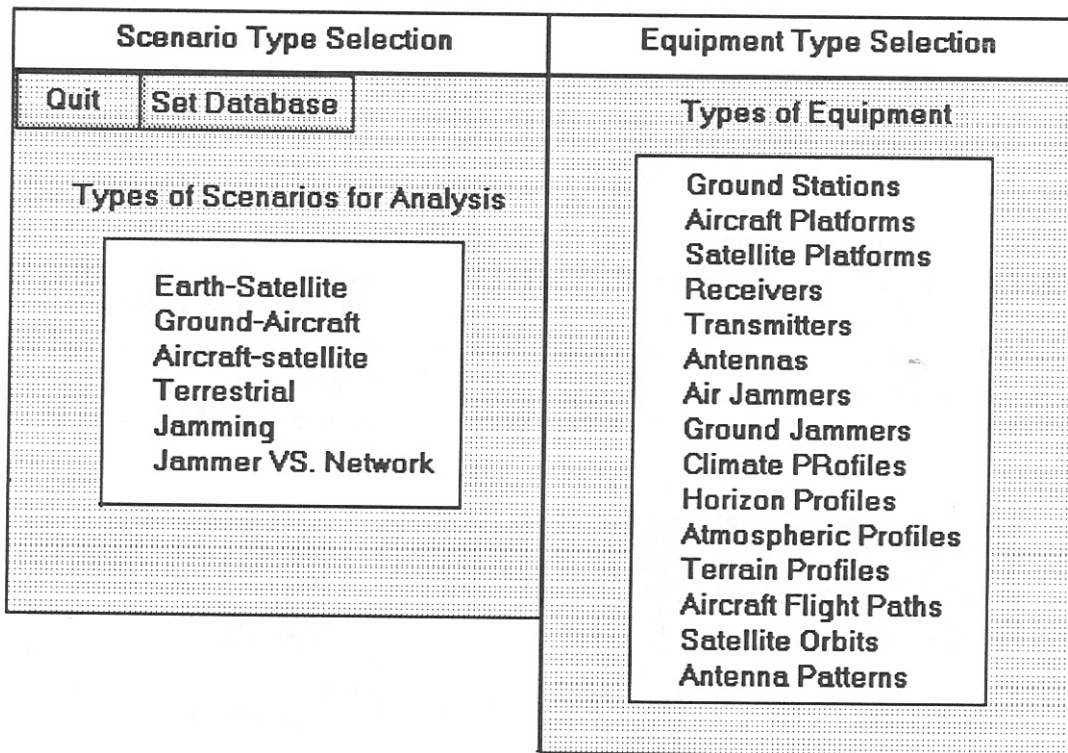 Scenario Type Selection
Quit
Set Database
Types of Scenarios for Analysis
Earth-Satellite
Ground-Aircraft
Aircraft-satellite
Terrestrial
Jamming
Jammer VS. Network
Equipment Type Selection
Types of Equipment
Ground Stations
Aircraft Platforms
Satellite Platforms
Receivers
Transmitters
Antennas
Air Jammers
Ground Jammers
Climate PRofiles
Horizon Profiles
Atmospheric Profiles
Terrain Profiles
Aircraft Flight Paths
Satellite Orbits
Antenna Patterns